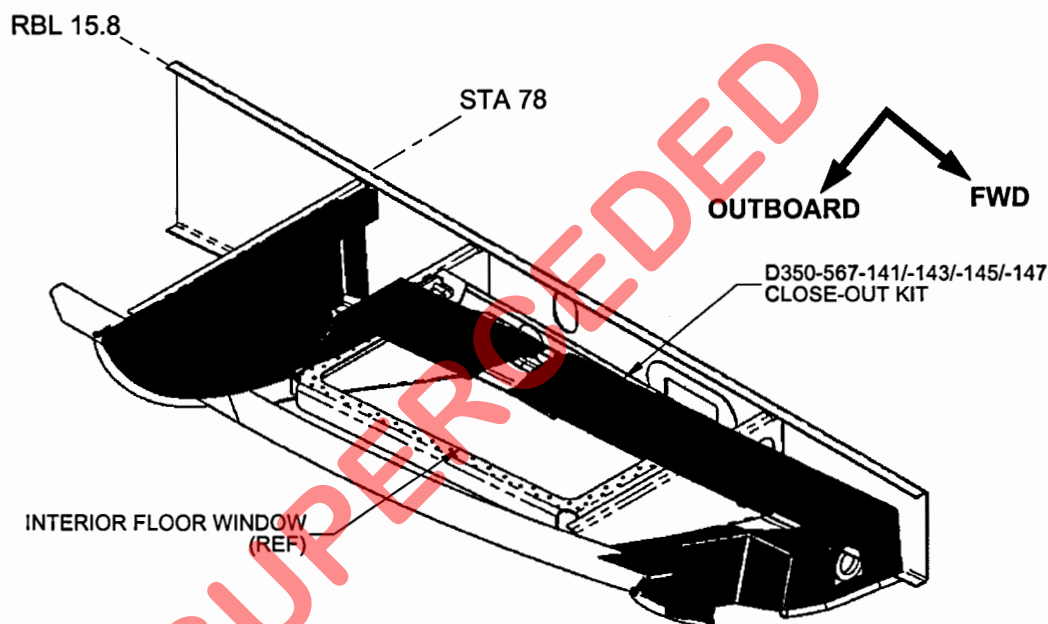 RBL 15.8
STA 78
OUTBOARD
FWD
D350-567-141/-143/-145/-147
CLOSE-OUT KIT
INTERIOR FLOOR WINDOW
(REF)
SUPERCEDED